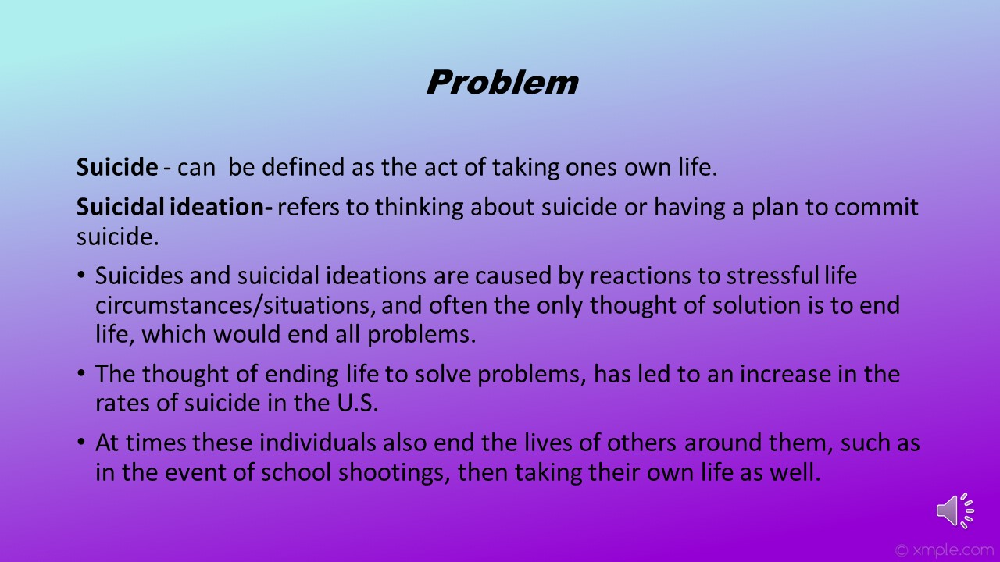 Problem
Suicide - can  be defined as the act of taking ones own life.
Suicidal ideation- refers to thinking about suicide or having a plan to commit
suicide.
• Suicides and suicidal ideations are caused by reactions to stressful life
circumstances/situations, and often the only thought of solution is to end
life, which would end all problems.
• The thought of ending life to solve problems, has led to an increase in the
rates of suicide in the U.S.
• At times these individuals also end the lives of others around them, such as
in the event of school shootings, then taking their own life as well.
© xmple.com